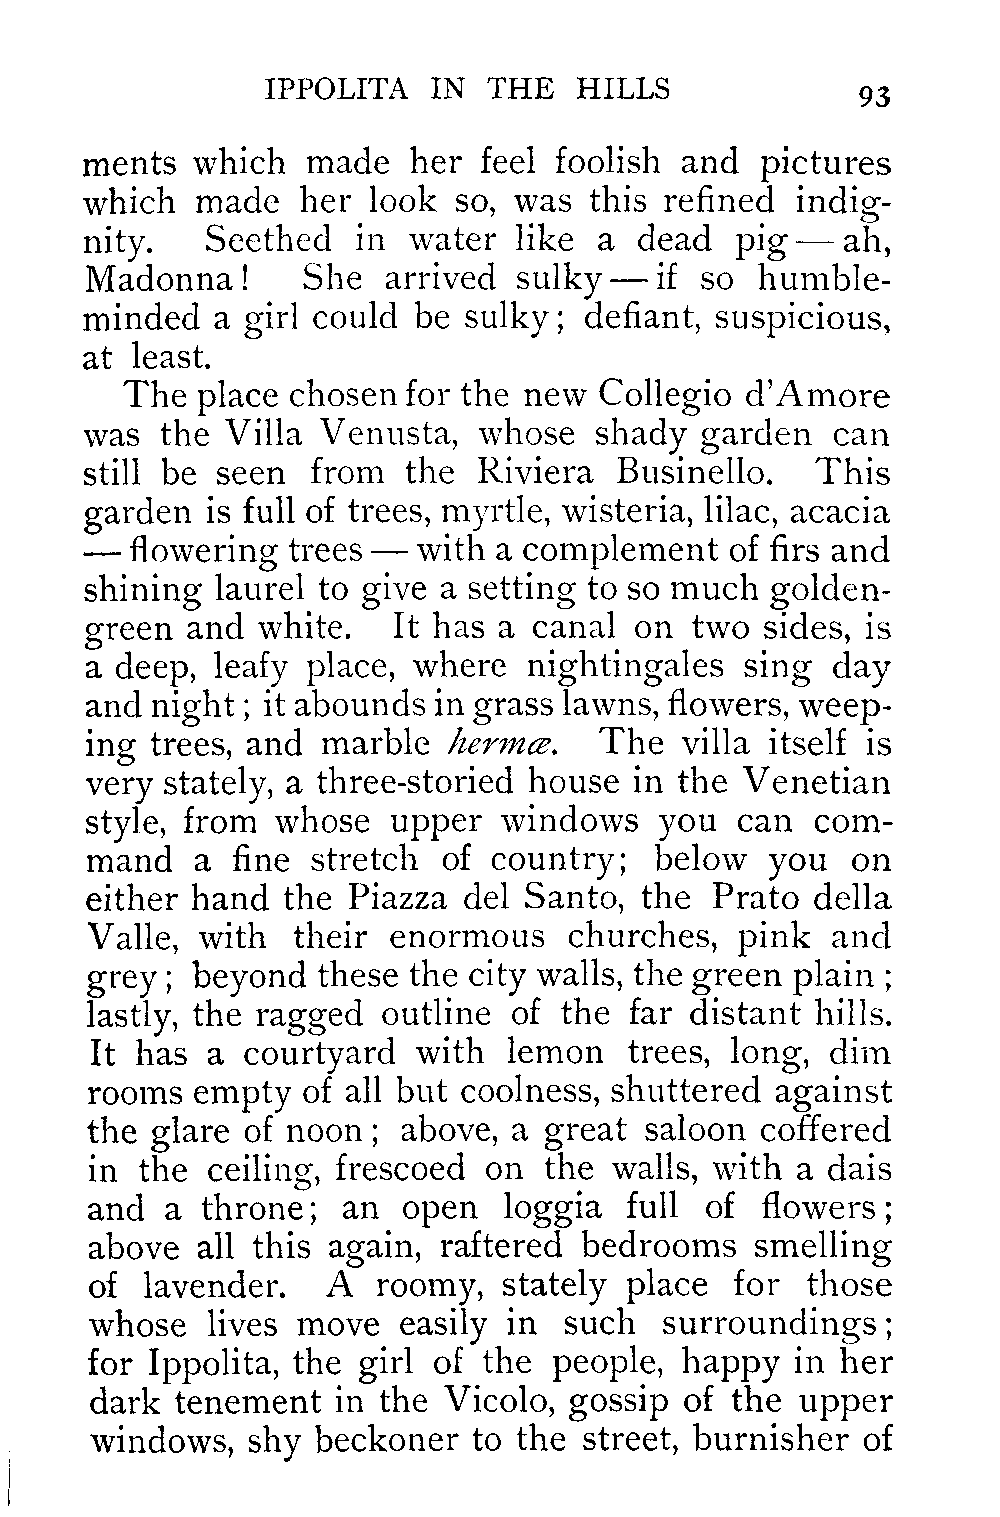 IPPOLITA IN THE HILLS 93
ments which made her feel foolish and pictures
which made her look so, was this refined indig-
nity. Seethed in water like a dead pig — ah,
Madonna! She arrived sulky — if so humble-
minded a girl could be sulky; defiant, suspicious,
at least.
The place chosen for the new Collegio d'Amore
was the Villa Venusta, whose shady garden can
still be seen from the Riviera Businello. This
garden is full of trees, myrtle, wisteria, lilac, acacia
— flowering trees — with a complement of firs and
shining laurel to give a setting to so much golden-
green and white. It has a canal on two sides, is
a deep, leafy place, where nightingales sing day
and night; it abounds in grass lawns, flowers, weep-
ing trees, and marble hermæ. The villa itself is
very stately, a three-storied house in the Venetian
style, from whose upper windows you can com-
mand a fine stretch of country; below you on
either hand the Piazza del Santo, the Prato della
Valle, with their enormous churches, pink and
grey; beyond these the city walls, the green plain;
lastly, the ragged outline of the far distant hills.
It has a courtyard with lemon trees, long, dim
rooms empty of all but coolness, shuttered against
the glare of noon; above, a great saloon coffered
in the ceiling, frescoed on the walls, with a dais
and a throne; an open loggia full of flowers;
above all this again, raftered bedrooms smelling
of lavender. A roomy, stately place for those
whose lives move easily in such surroundings;
for Ippolita, the girl of the people, happy in her
dark tenement in the Vicolo, gossip of the upper
windows, shy beckoner to the street, burnisher of